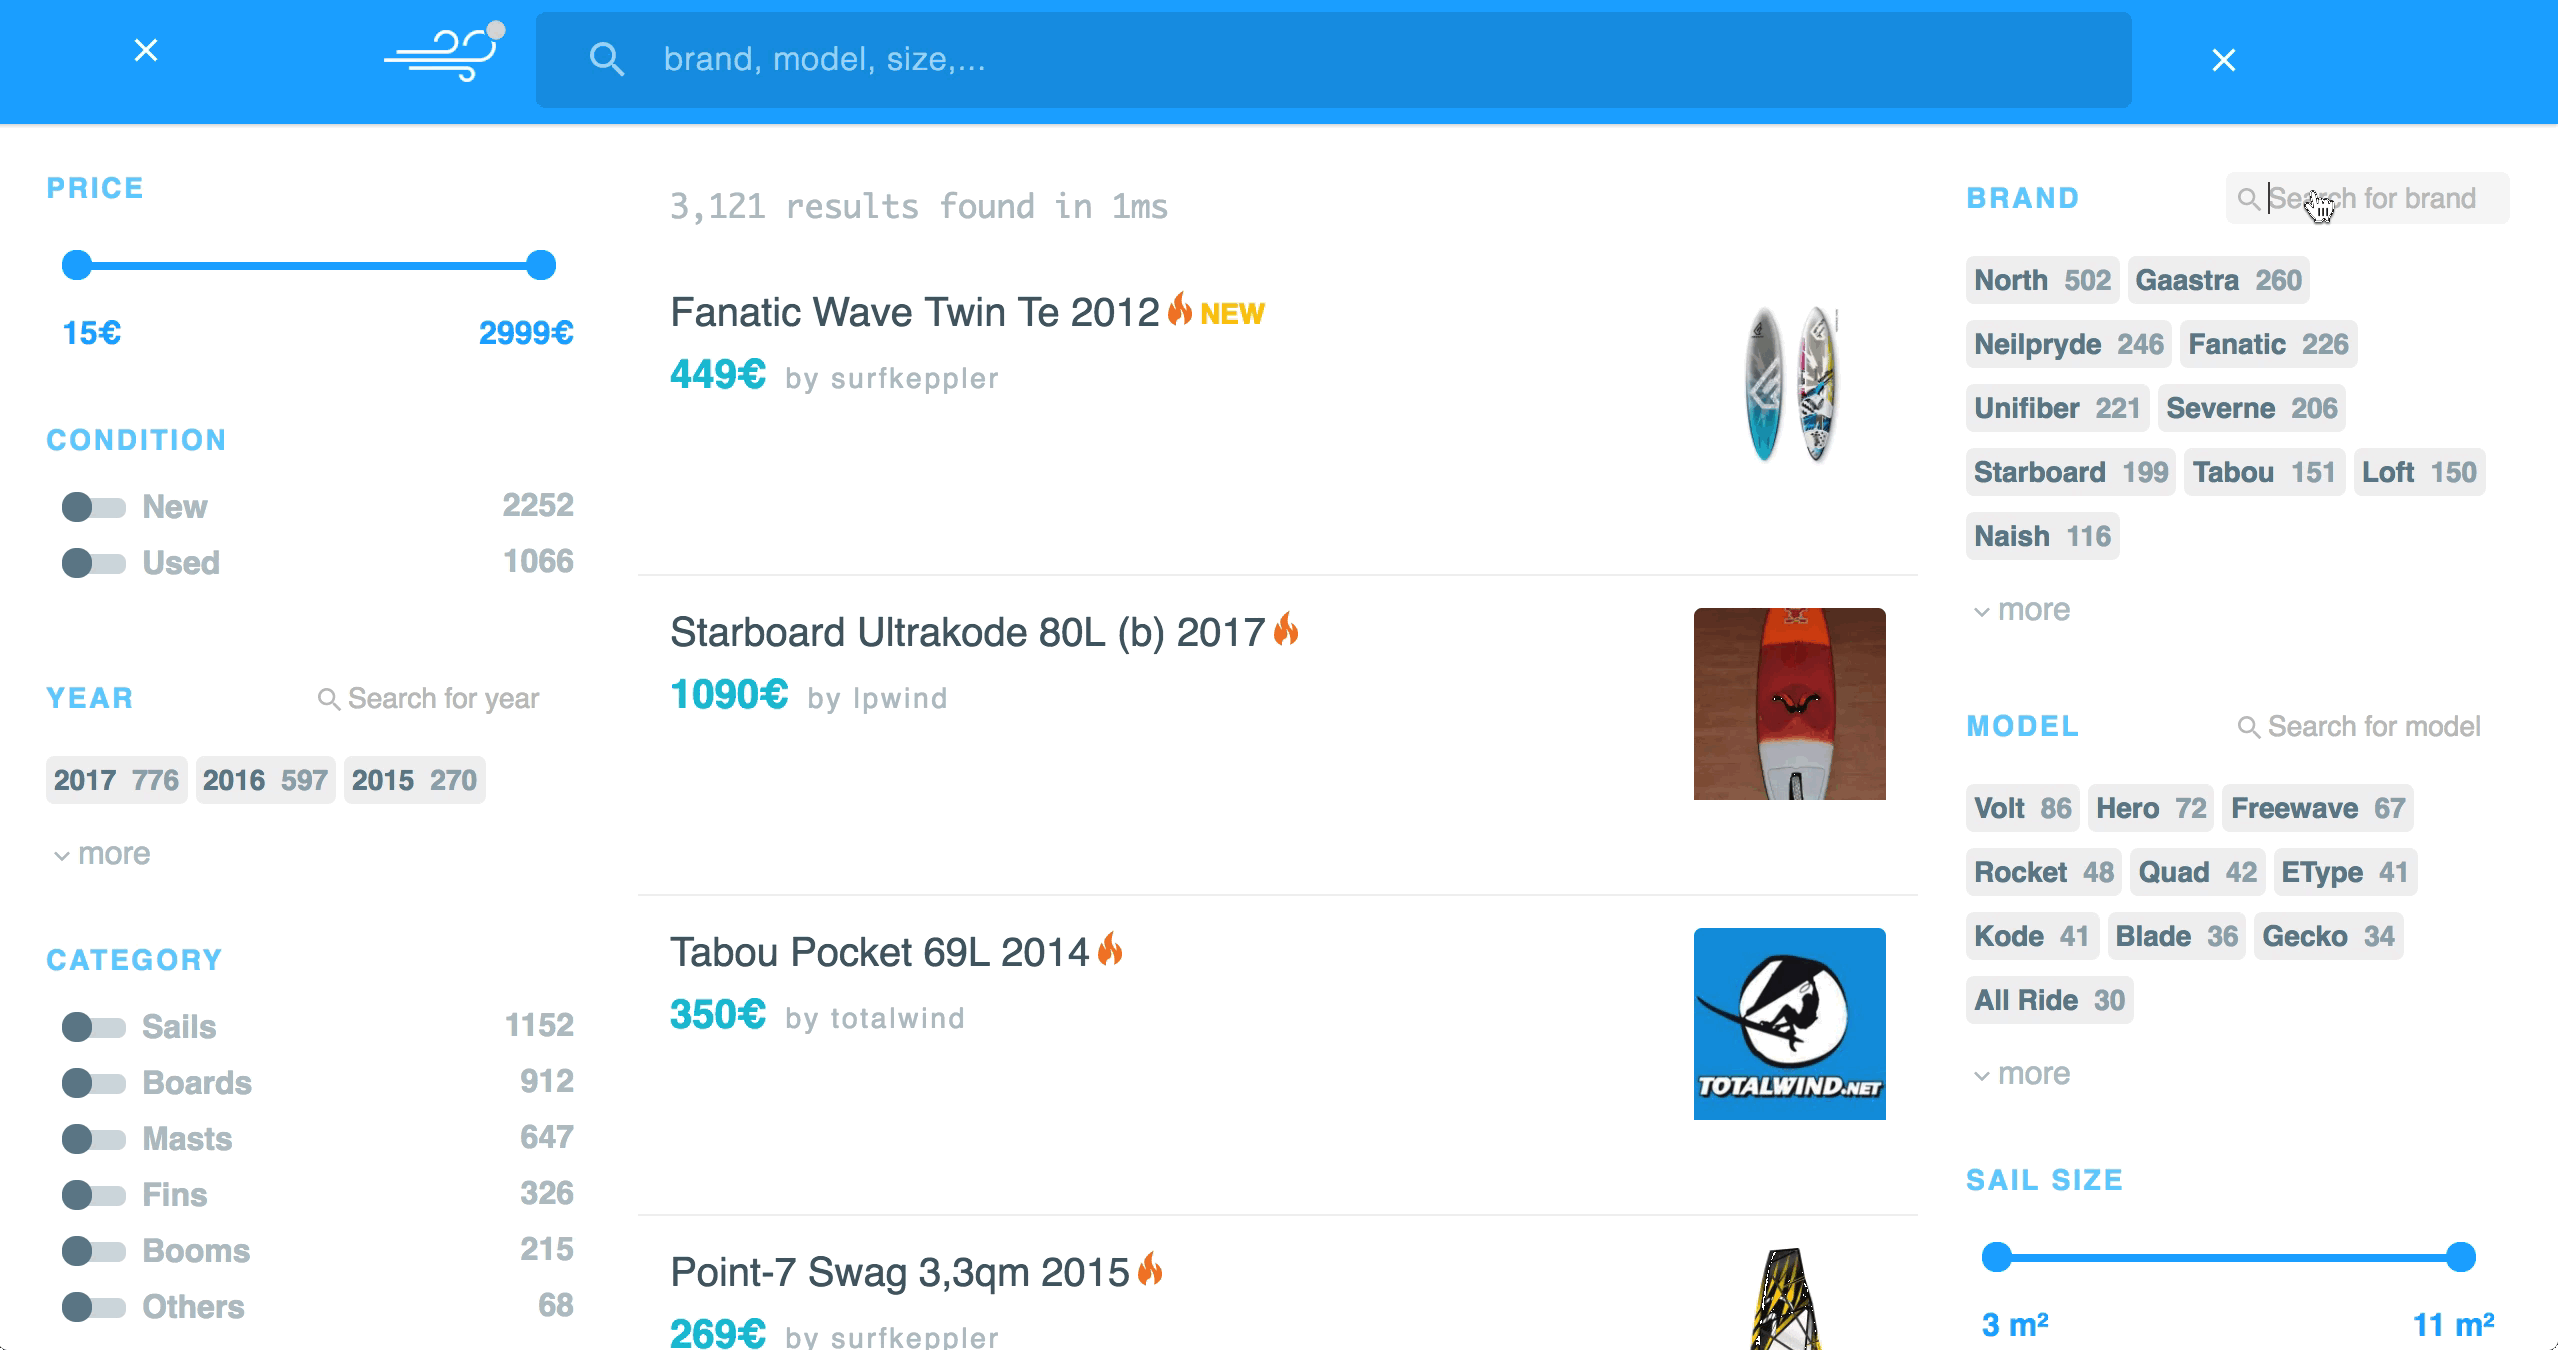 brand, model, size,...
PRICE
15€ 2999€
CONDITION
New 2252
Used 1066
YEAR Search for year
2017 776 2016 597 2015 270
more
CATEGORY
Sails 1152
Boards 912
Masts 647
Fins 326
Booms 215
Others 68
3,121 results found in 1ms
Fanatic Wave Twin Te 2012 NEW
449€ by surfkeppler
Starboard Ultrakode 80L (b) 2017
1090€ by lpwind
Tabou Pocket 69L 2014
350€ by totalwind
TOTALWIND.NET
Point-7 Swag 3,3qm 2015
269€ by surfkeppler
BRAND Search for brand
North 502 Gaastra 260
Neilpryde 246 Fanatic 226
Unifiber 221 Severne 206
Starboard 199 Tabou 151 Loft 150
Naish 116
more
MODEL Search for model
Volt 86 Hero 72 Freewave 67
Rocket 48 Quad 42 EType 41
Kode 41 Blade 36 Gecko 34
All Ride 30
more
SAIL SIZE
3 m² 11 m²